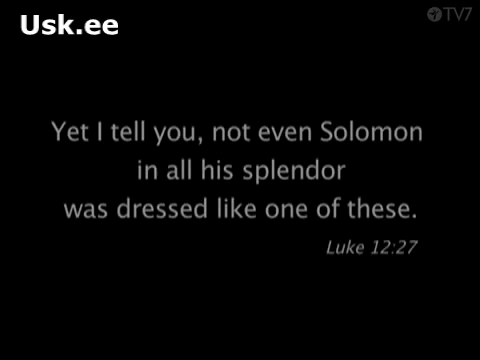 Usk.ee
TV7
Yet I tell you, not even Solomon
in all his splendor
was dressed like one of these.
Luke 12:27